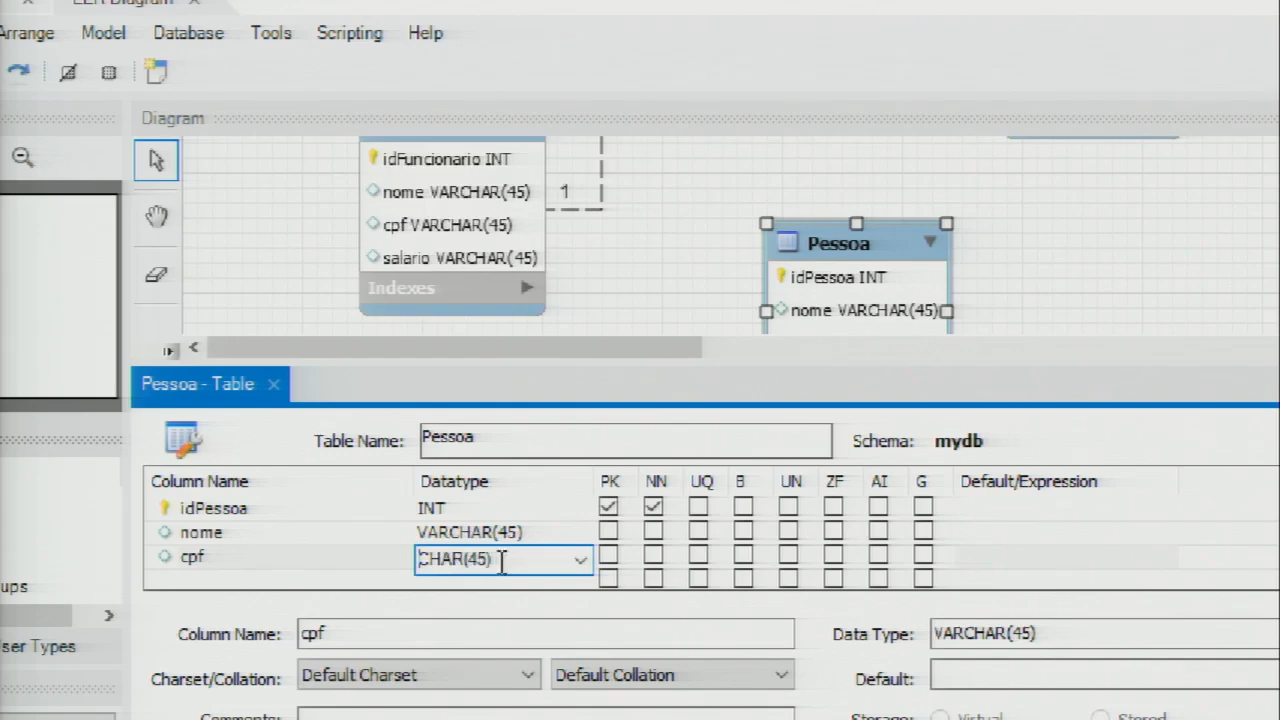 EER Diagram
Arrange Model Database Tools Scripting Help
Diagram
idFuncionario INT
nome VARCHAR(45)
1
cpf VARCHAR(45)
salario VARCHAR(45)
Indexes
Pessoa
idPessoa INT
nome VARCHAR(45)
Pessoa - Table
Table Name: Pessoa Schema: mydb
Column Name Datatype PK NN UQ B UN ZF AI G Default/Expression
idPessoa INT
nome VARCHAR(45)
cpf CHAR(45)
ups
ser Types
Column Name: cpf Data Type: VARCHAR(45)
Charset/Collation: Default Charset Default Collation Default:
Comments: Storage: Virtual Stored